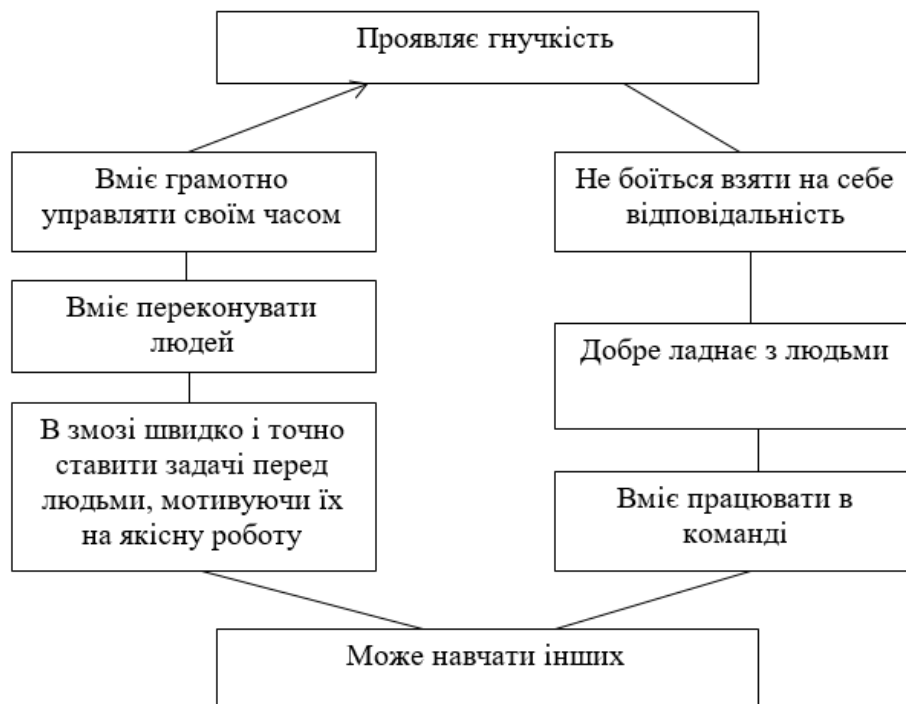 Проявляє гнучкість
Вміє грамотно
управляти своїм часом
Не боїться взяти на себе
відповідальність
Вміє переконувати
людей
Добре ладнає з людьми
В змозі швидко і точно
ставити задачі перед
людьми, мотивуючи їх
на якісну роботу
Вміє працювати в
команді
Може навчати інших